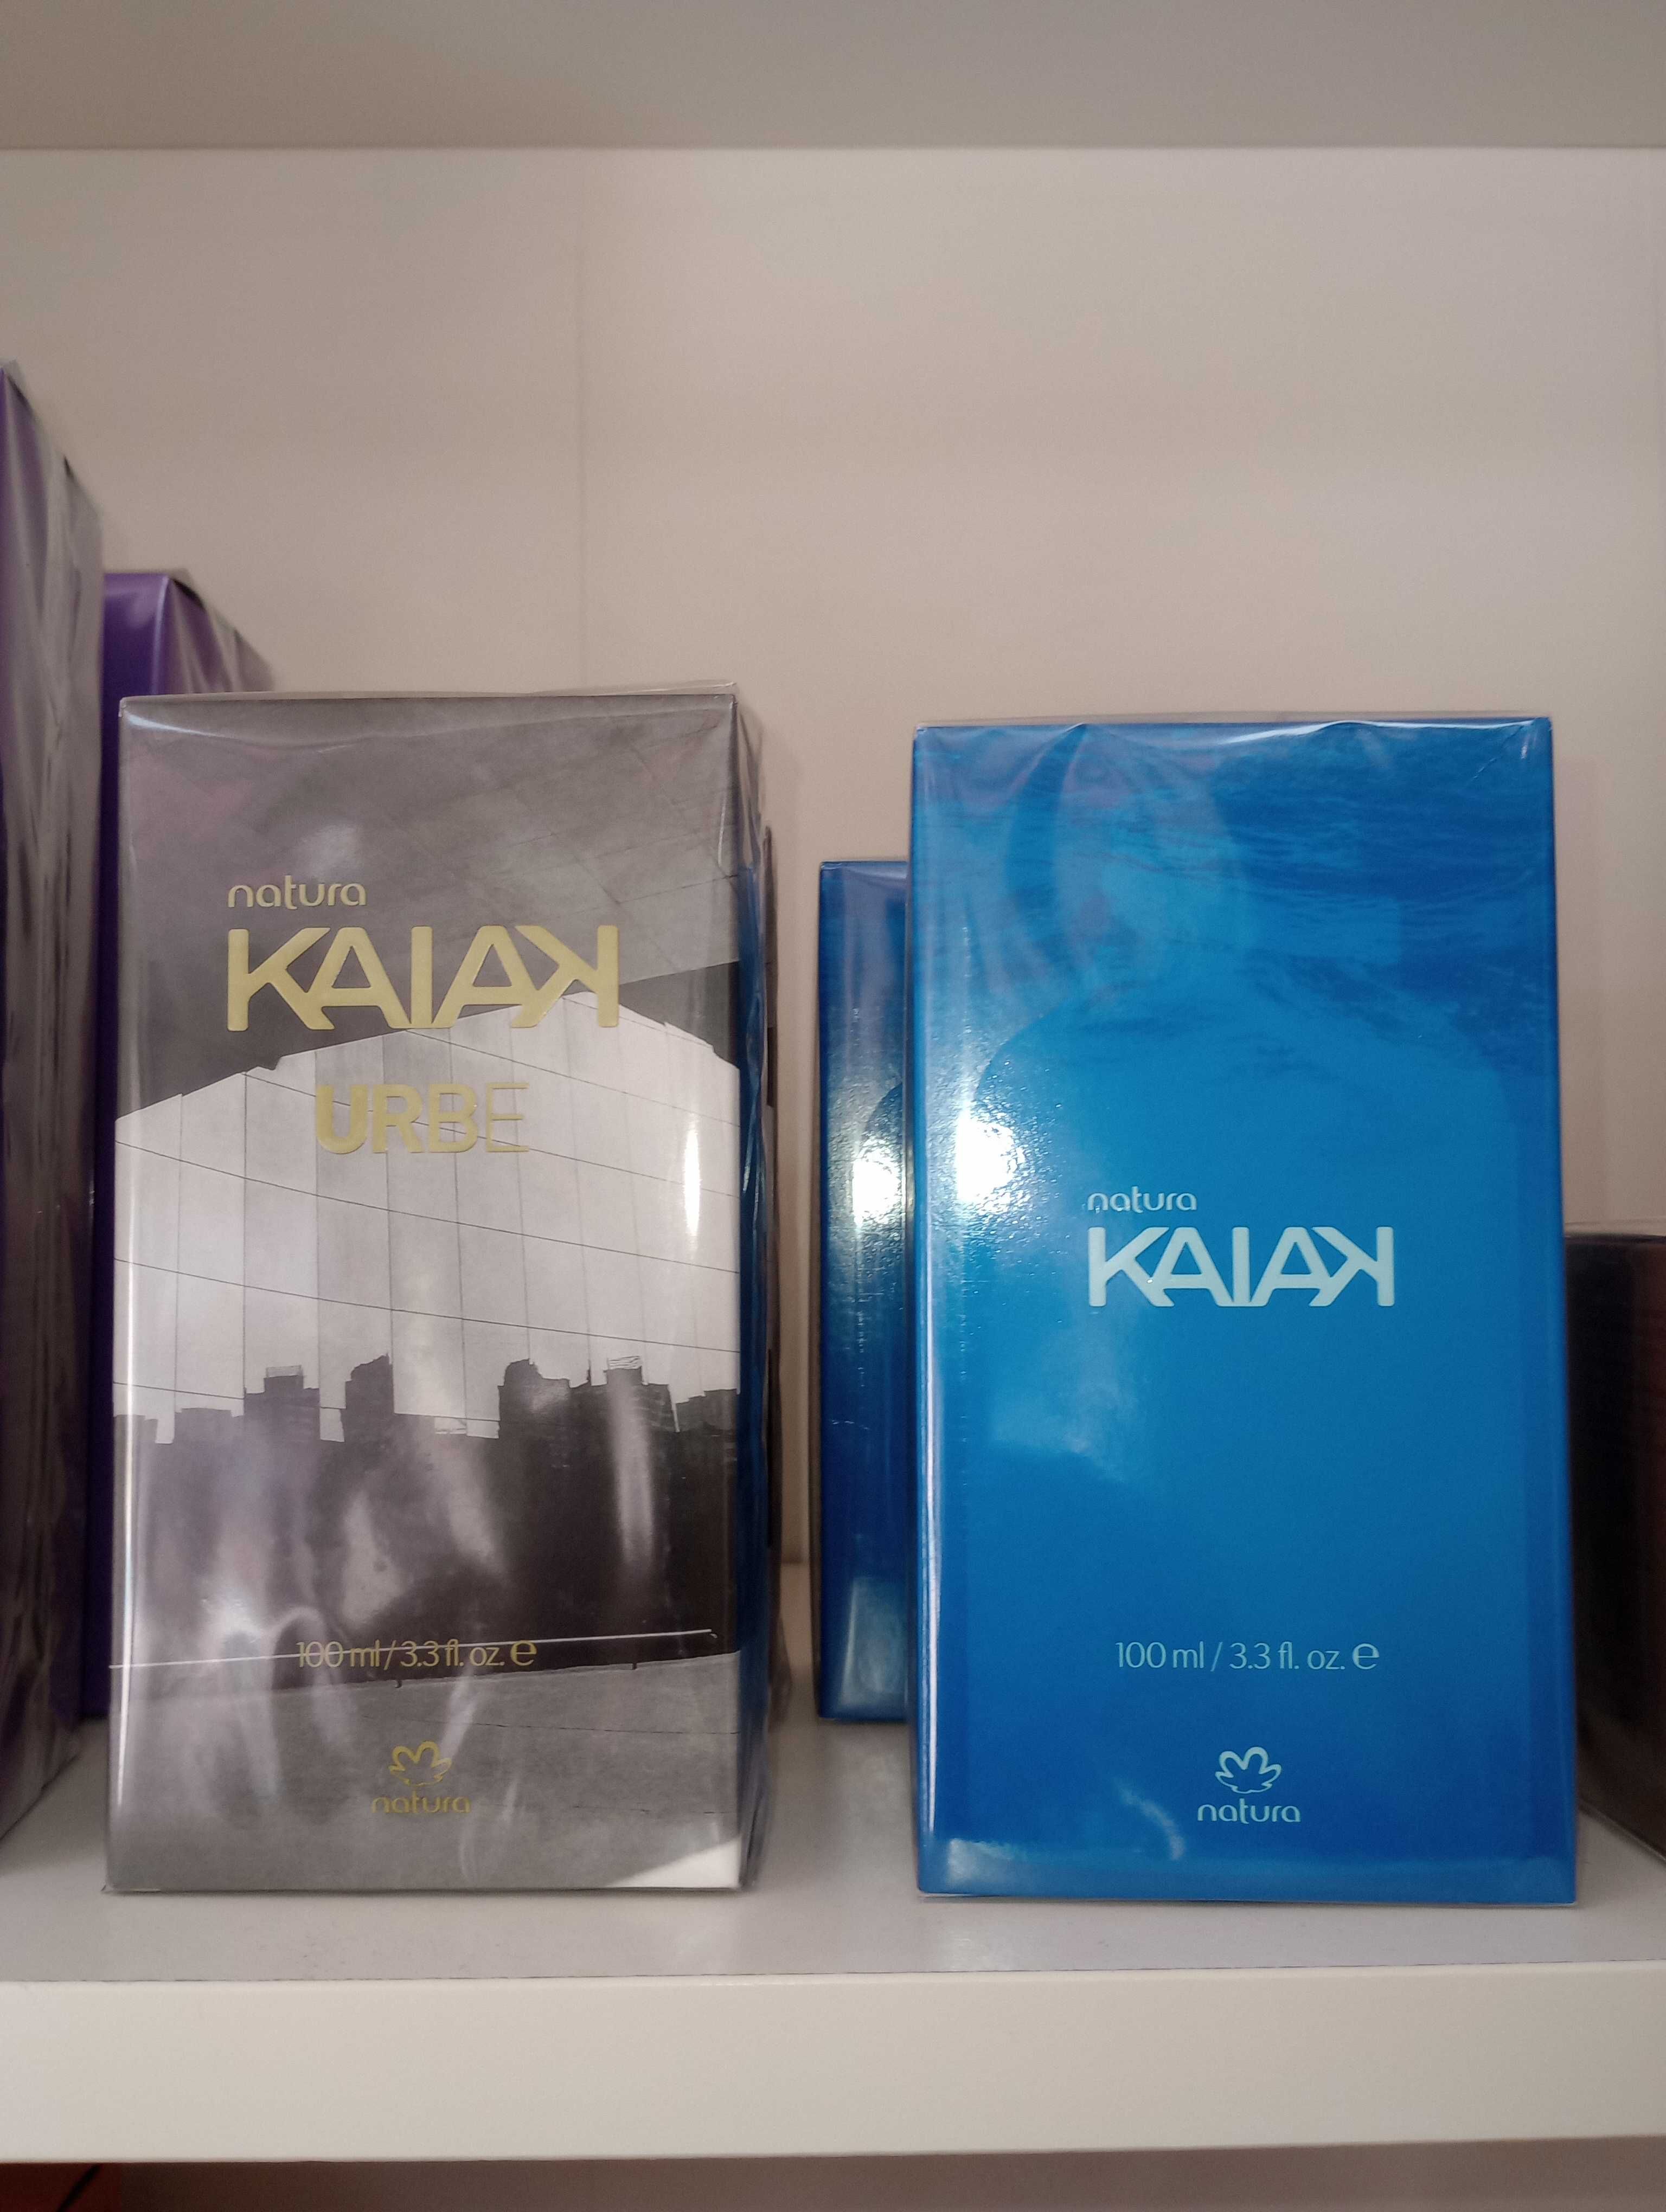 natura
KAIAK
URBE
100 ml / 3.3 fl. oz. e
natura
natura
KAIAK
100 ml / 3.3 fl. oz. e
natura